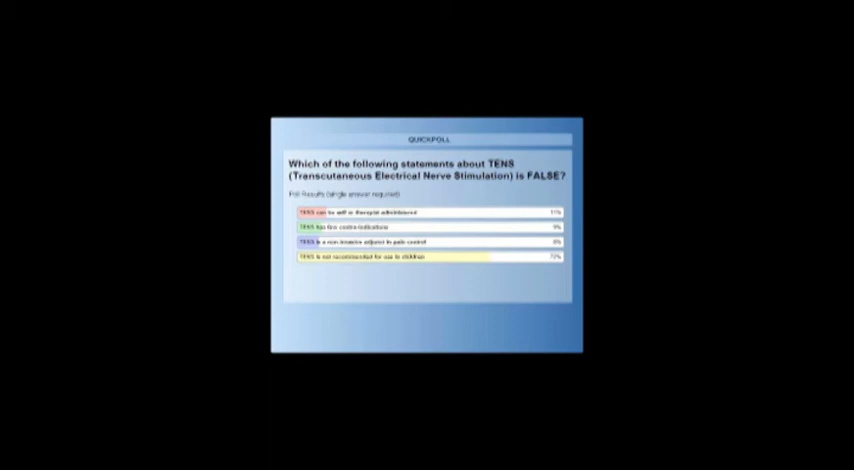 QUICKPOLL
Which of the following statements about TENS
(Transcutaneous Electrical Nerve Stimulation) is FALSE?
Poll Results (single answer required):
TENS can be self or therapist administered 11%
TENS has few contra-indications 9%
TENS is a non-invasive adjunct to pain control 8%
TENS is not recommended for use in children 72%